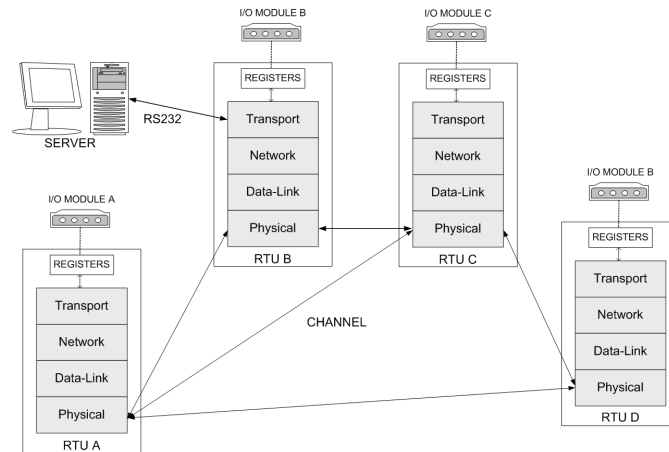 I/O MODULE B
I/O MODULE C
REGISTERS
REGISTERS
Transport
Transport
RS232
SERVER
Network
Network
Data-Link
Data-Link
I/O MODULE B
I/O MODULE A
Physical
Physical
REGISTERS
RTU B
RTU C
REGISTERS
Transport
Transport
Network
CHANNEL
Network
Data-Link
Data-Link
Physical
Physical
RTU D
RTU A